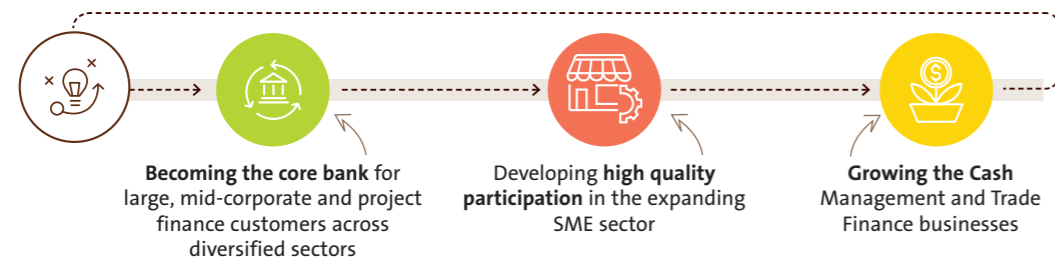 Becoming the core bank for
large, mid-corporate and project
finance customers across
diversified sectors
Developing high quality
participation in the expanding
SME sector
Growing the Cash
Management and Trade
Finance businesses
$